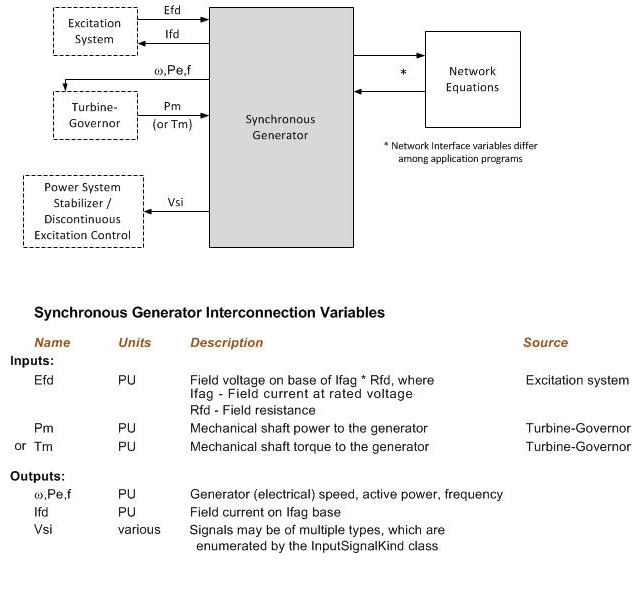 Efd
Excitation
System
Ifd
ω,Pe,f
Turbine-
Governor
Pm
(or Tm)
Synchronous
Generator
*
Network
Equations
* Network Interface variables differ
among application programs
Power System
Stabilizer /
Discontinuous
Excitation Control
Vsi
Synchronous Generator Interconnection Variables
Name Units Description Source
Inputs:
Efd PU Field voltage on base of Ifag * Rfd, where Excitation system
Ifag - Field current at rated voltage
Rfd - Field resistance
Pm PU Mechanical shaft power to the generator Turbine-Governor
or Tm PU Mechanical shaft torque to the generator Turbine-Governor
Outputs:
ω,Pe,f PU Generator (electrical) speed, active power, frequency
Ifd PU Field current on Ifag base
Vsi various Signals may be of multiple types, which are
enumerated by the InputSignalKind class